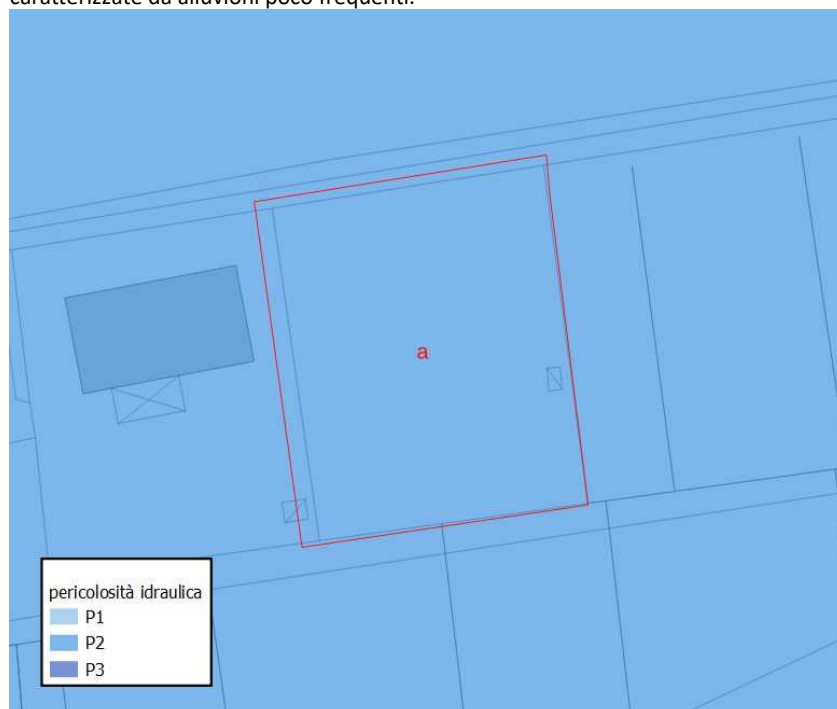 caratterizzate da alluvioni poco frequenti.
a
pericolosità idraulica
P1
P2
P3